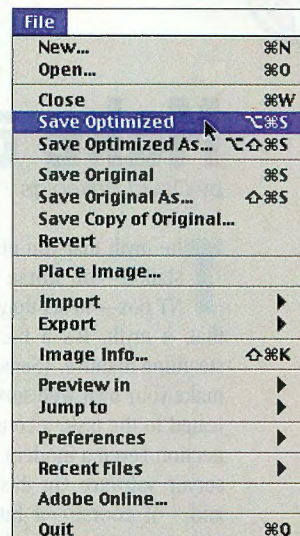 File
New... ⌘N
Open... ⌘O
Close ⌘W
Save Optimized ⌥⌘S
Save Optimized As... ⌥⇧⌘S
Save Original ⌘S
Save Original As... ⇧⌘S
Save Copy of Original...
Revert
Place Image...
Import
Export
Image Info... ⇧⌘K
Preview in
Jump to
Preferences
Recent Files
Adobe Online...
Quit ⌘Q